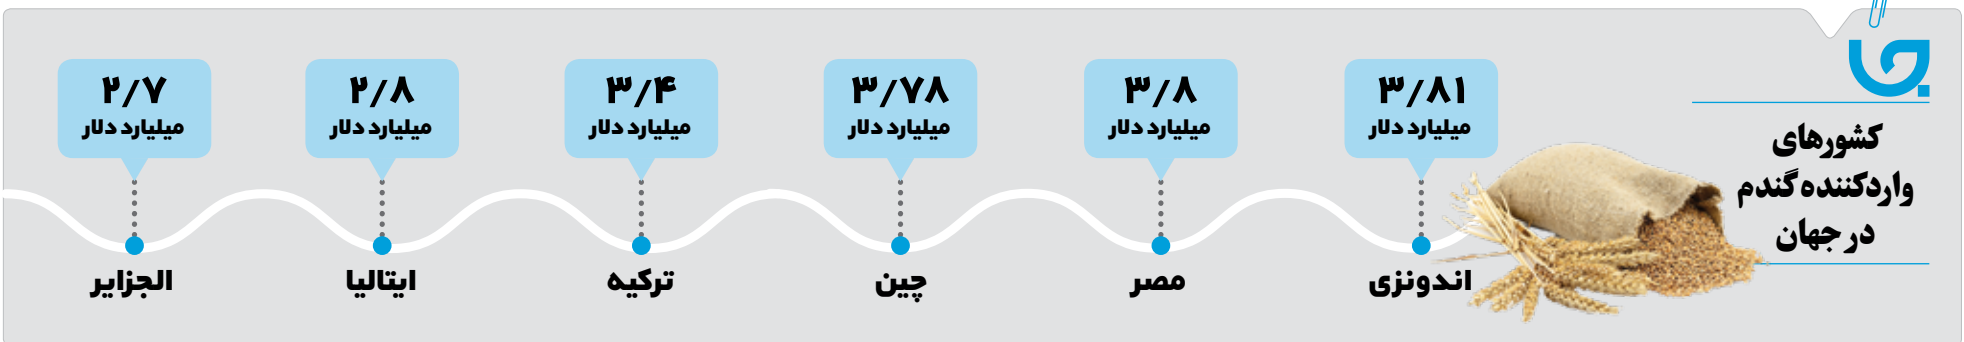 کشورهای
واردکننده گندم
در جهان
۳/۸۱
میلیارد دلار
اندونزی
۳/۸
میلیارد دلار
مصر
۳/۷۸
میلیارد دلار
چین
۳/۴
میلیارد دلار
ترکیه
۲/۸
میلیارد دلار
ایتالیا
۲/۷
میلیارد دلار
الجزایر